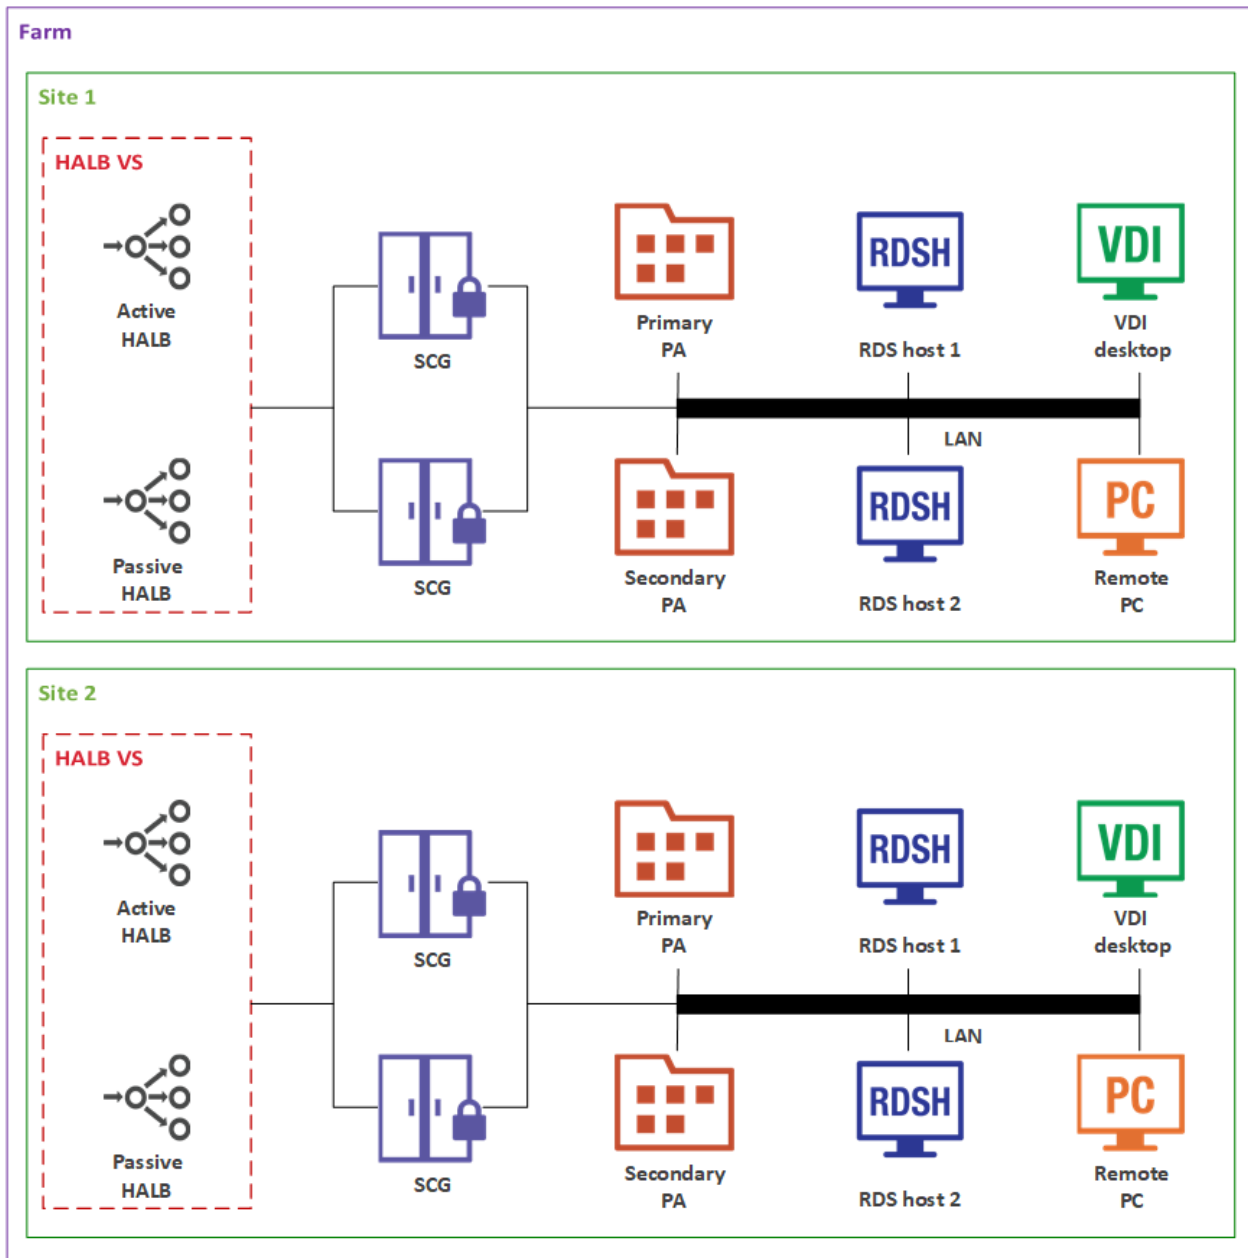 Farm
Site 1
HALB VS
Active
HALB
SCG
Primary
PA
RDSH
RDS host 1
VDI
VDI
desktop
LAN
Passive
HALB
SCG
Secondary
PA
RDSH
RDS host 2
PC
Remote
PC
Site 2
HALB VS
Active
HALB
SCG
Primary
PA
RDSH
RDS host 1
VDI
VDI
desktop
LAN
Passive
HALB
SCG
Secondary
PA
RDSH
RDS host 2
PC
Remote
PC